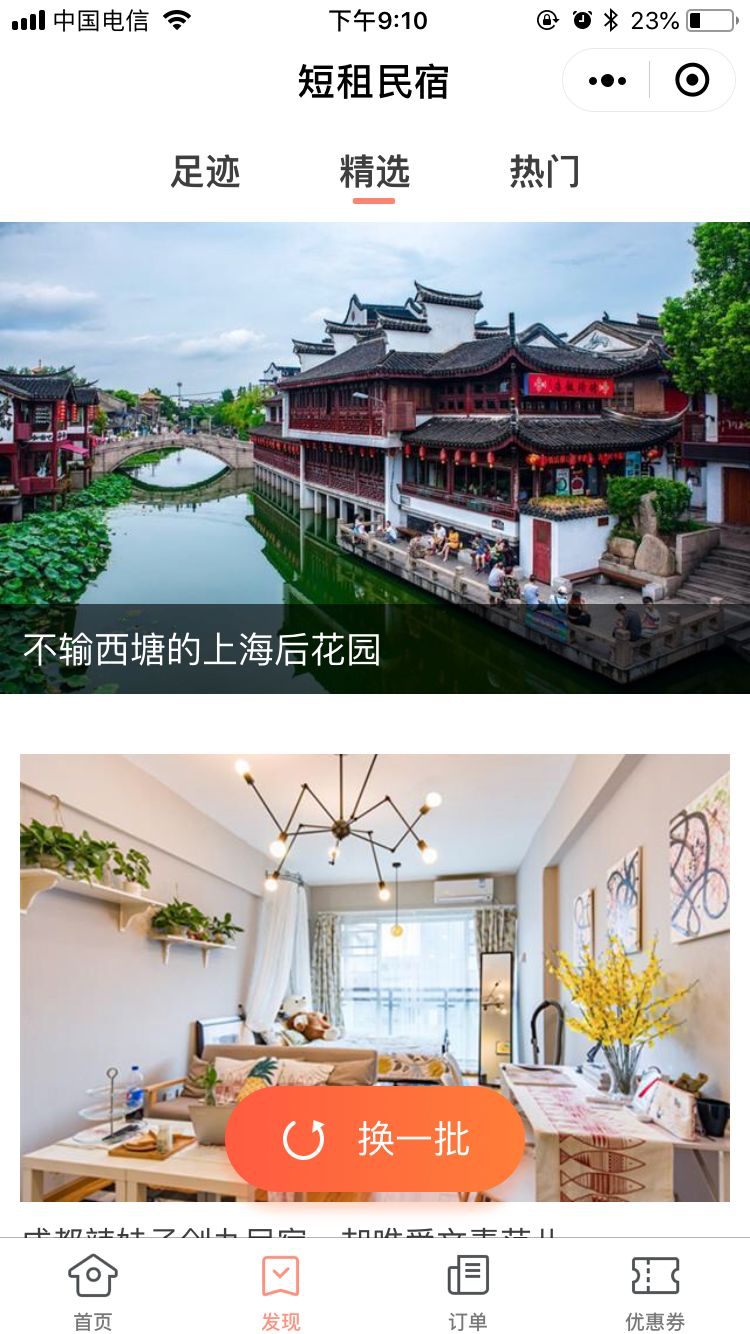 中国电信 下午9:10 23%
短租民宿
足迹 精选 热门
不输西塘的上海后花园
换一批
首页 发现 订单 优惠券